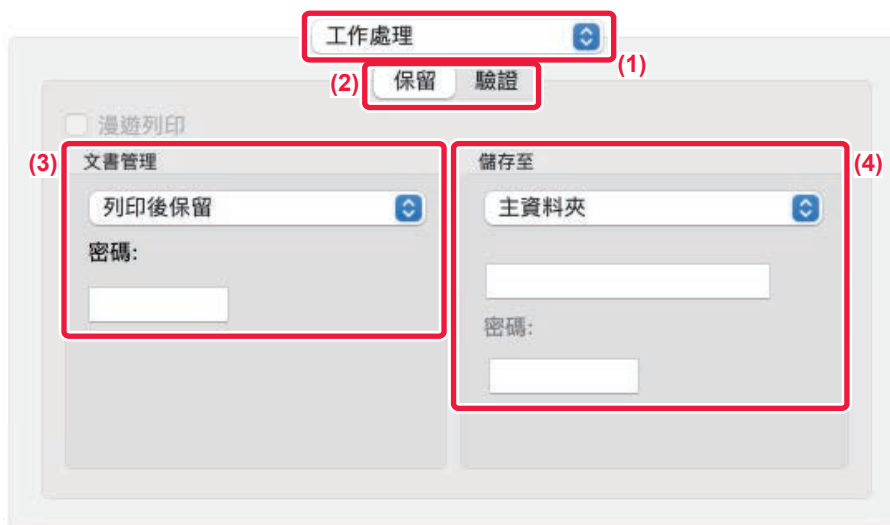 工作處理
(1)
(2)
保留 驗證
漫遊列印
(3)
文書管理
列印後保留
密碼:
儲存至
(4)
主資料夾
密碼: